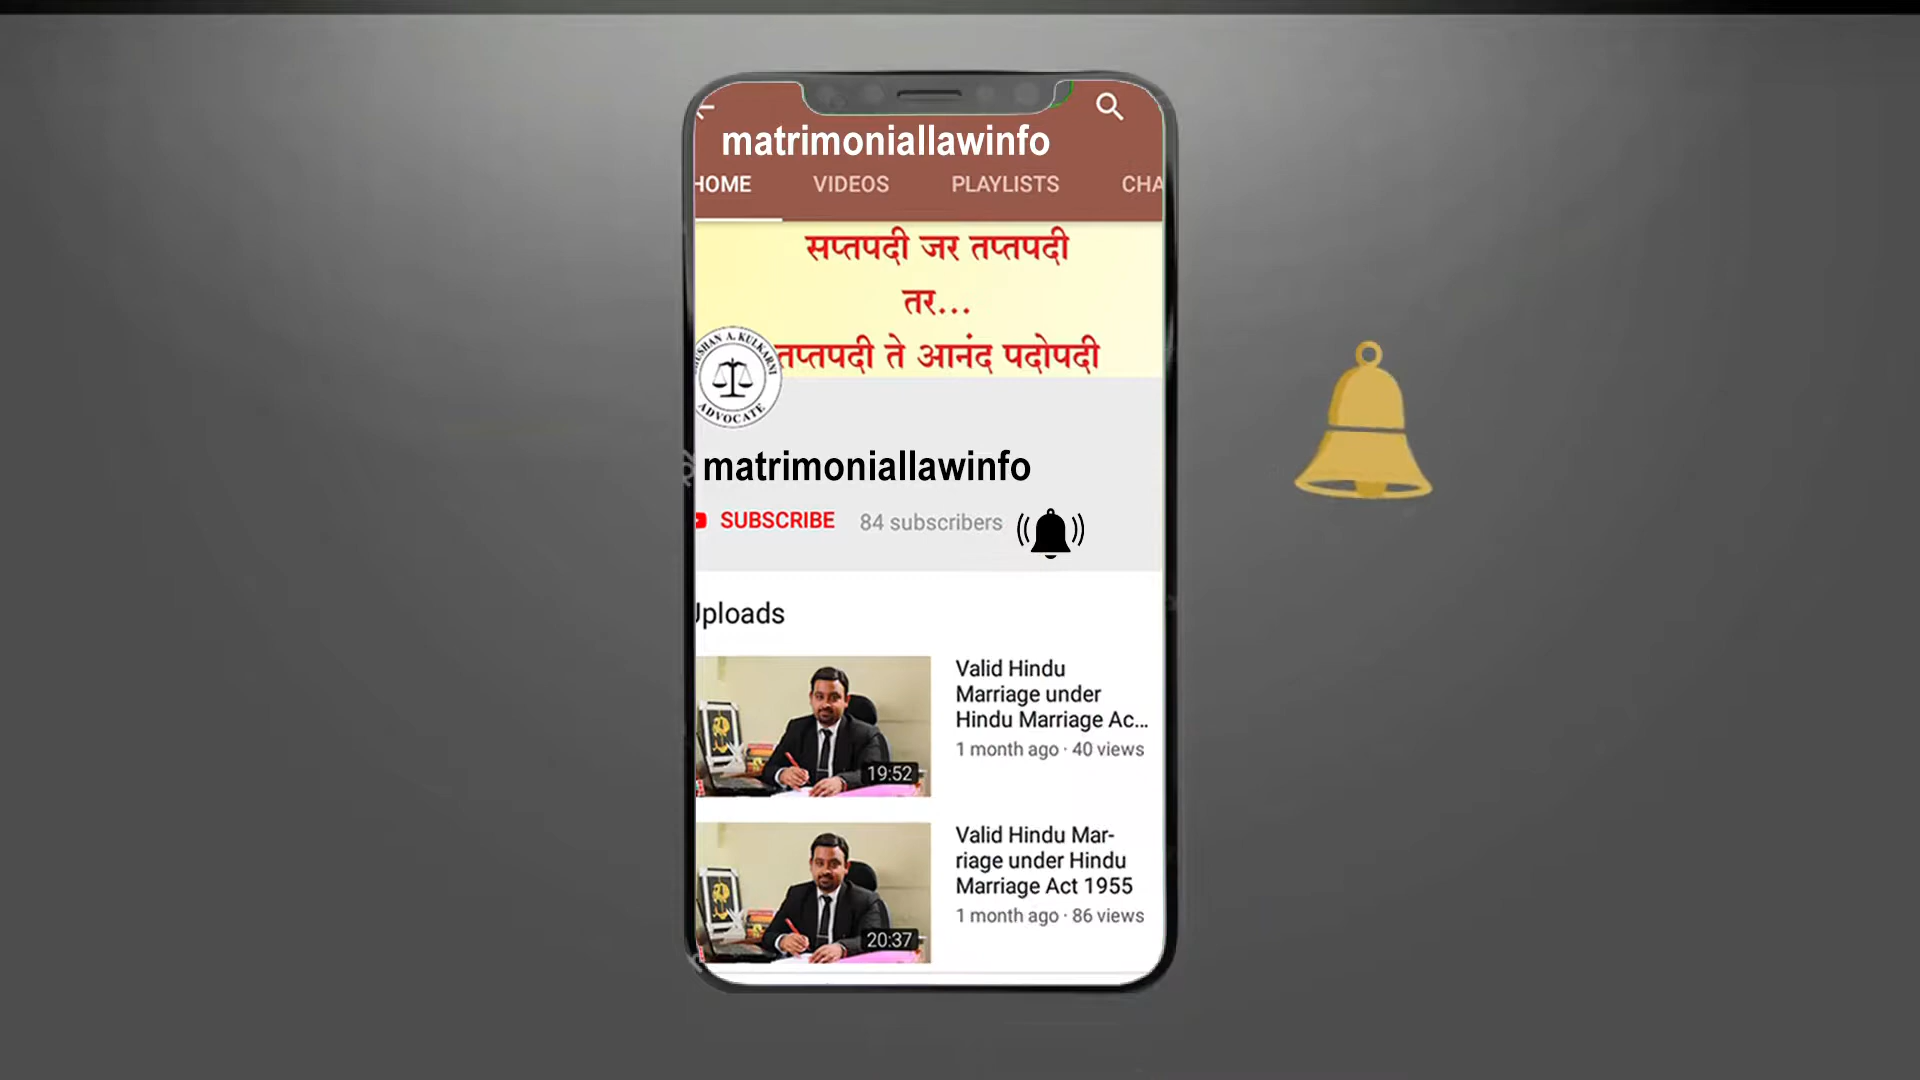 matrimoniallawinfo
HOME VIDEOS PLAYLISTS CHA
सप्तपदी जर तप्तपदी
तर...
तप्तपदी ते आनंद पदोपदी
USHAN A. KULKARNI
ADVOCATE
matrimoniallawinfo
SUBSCRIBE 84 subscribers
Uploads
Valid Hindu
Marriage under
Hindu Marriage Ac...
1 month ago · 40 views
19:52
Valid Hindu Mar-
riage under Hindu
Marriage Act 1955
1 month ago · 86 views
20:37